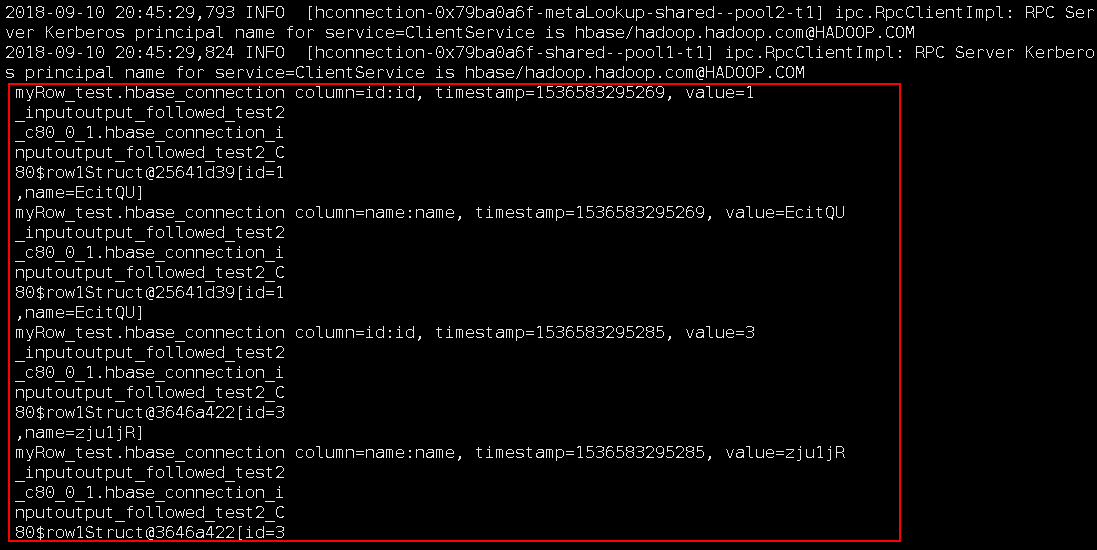 2018-09-10 20:45:29,793 INFO  [hconnection-0x79ba0a6f-metaLookup-shared--pool2-t1] ipc.RpcClientImpl: RPC Ser
ver Kerberos principal name for service=ClientService is hbase/hadoop.hadoop.com@HADOOP.COM
2018-09-10 20:45:29,824 INFO  [hconnection-0x79ba0a6f-shared--pool1-t1] ipc.RpcClientImpl: RPC Server Kerbero
s principal name for service=ClientService is hbase/hadoop.hadoop.com@HADOOP.COM
myRow_test.hbase_connection column=id:id, timestamp=1536583295269, value=1
_inputoutput_followed_test2
_c80_0_1.hbase_connection_i
nputoutput_followed_test2_C
80$row1Struct@25641d39[id=1
,name=EcitQU]
myRow_test.hbase_connection column=name:name, timestamp=1536583295269, value=EcitQU
_inputoutput_followed_test2
_c80_0_1.hbase_connection_i
nputoutput_followed_test2_C
80$row1Struct@25641d39[id=1
,name=EcitQU]
myRow_test.hbase_connection column=id:id, timestamp=1536583295285, value=3
_inputoutput_followed_test2
_c80_0_1.hbase_connection_i
nputoutput_followed_test2_C
80$row1Struct@3646a422[id=3
,name=zju1jR]
myRow_test.hbase_connection column=name:name, timestamp=1536583295285, value=zju1jR
_inputoutput_followed_test2
_c80_0_1.hbase_connection_i
nputoutput_followed_test2_C
80$row1Struct@3646a422[id=3